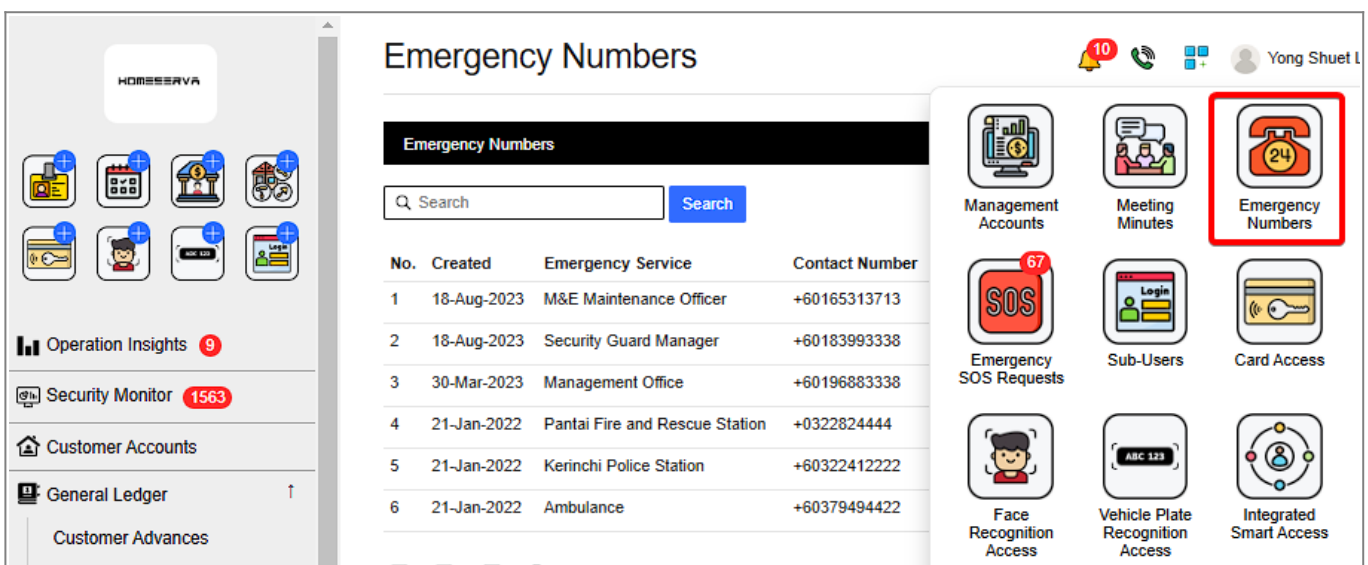 HOMESERVA
Operation Insights 9
Security Monitor 1563
Customer Accounts
General Ledger ↑
Customer Advances
Emergency Numbers
10
Yong Shuet L
Emergency Numbers
Search Search
No. Created Emergency Service Contact Number
1 18-Aug-2023 M&E Maintenance Officer +60165313713
2 18-Aug-2023 Security Guard Manager +60183993338
3 30-Mar-2023 Management Office +60196883338
4 21-Jan-2022 Pantai Fire and Rescue Station +0322824444
5 21-Jan-2022 Kerinchi Police Station +60322412222
6 21-Jan-2022 Ambulance +60379494422
Management
Accounts
Meeting
Minutes
24
Emergency
Numbers
67
SOS
Emergency
SOS Requests
Login
Sub-Users
Card Access
Face
Recognition
Access
ABC 123
Vehicle Plate
Recognition
Access
Integrated
Smart Access